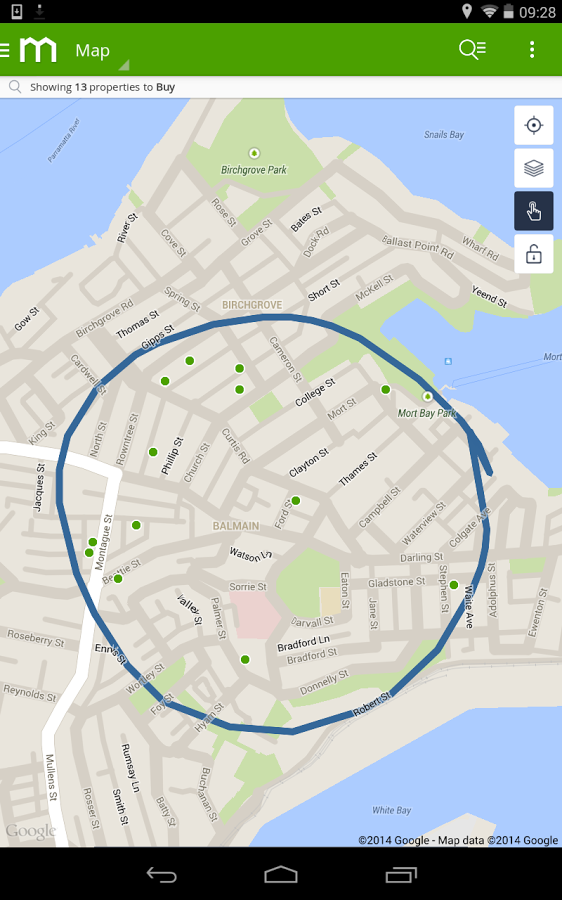 09:28
m Map
Showing 13 properties to Buy
Parramatta River
Snails Bay
Birchgrove Park
River St
Rose St
Bates St
Grove St
Cove St
Dock Rd
Ballast Point Rd
Wharf Rd
Gow St
Birchgrove Rd
Spring St
Short St
McKell St
Yeend St
BIRCHGROVE
Thomas St
Gipps St
Cameron St
Mort
Cardwell St
College St
Mort St
Mort Bay Park
King St
North St
Rowntree St
Phillip St
Church St
Curtis Rd
Clayton St
Thames St
Jacques St
Campbell St
Ford St
Waterview St
Colgate Ave
Montague St
BALMAIN
Watson Ln
Darling St
Beattie St
Sorrie St
Eaton St
Gladstone St
Stephen St
Adolphus St
Jane St
Waite Ave
Ewenton St
Palmer St
Darvall St
Roseberry St
Ennis St
Bradford Ln
Bradford St
Donnelly St
Reynolds St
Wortley St
Foy St
Hyam St
Robert St
Mullens St
Rumsay Ln
Rosser St
Smith St
Batty St
Buchanan St
White Bay
Google
©2014 Google - Map data ©2014 Google